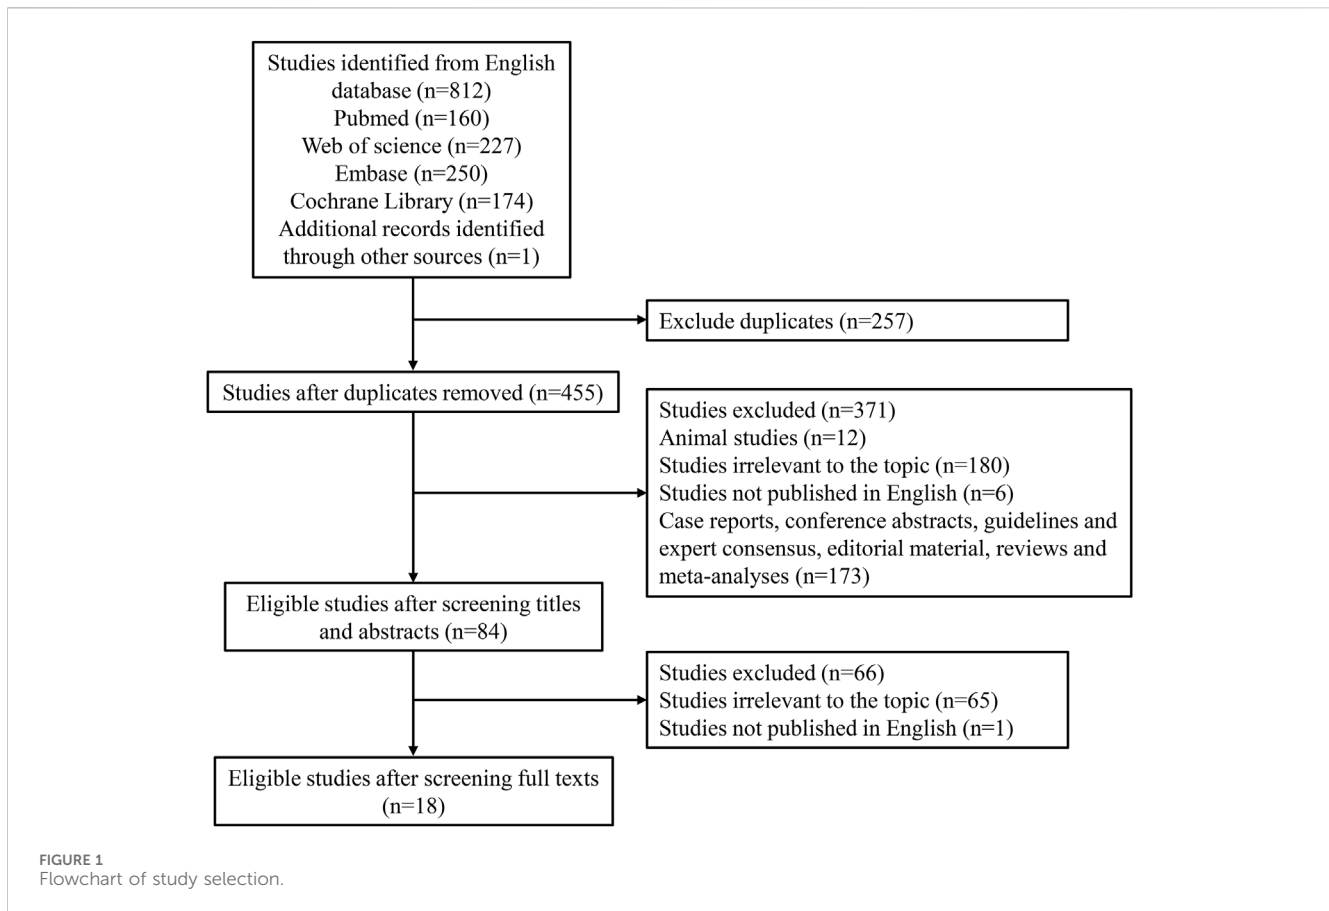 Studies identified from English
database (n=812)
Pubmed (n=160)
Web of science (n=227)
Embase (n=250)
Cochrane Library (n=174)
Additional records identified
through other sources (n=1)
Exclude duplicates (n=257)
Studies after duplicates removed (n=455)
Studies excluded (n=371)
Animal studies (n=12)
Studies irrelevant to the topic (n=180)
Studies not published in English (n=6)
Case reports, conference abstracts, guidelines and
expert consensus, editorial material, reviews and
meta-analyses (n=173)
Eligible studies after screening titles
and abstracts (n=84)
Studies excluded (n=66)
Studies irrelevant to the topic (n=65)
Studies not published in English (n=1)
Eligible studies after screening full texts
(n=18)
FIGURE 1
Flowchart of study selection.